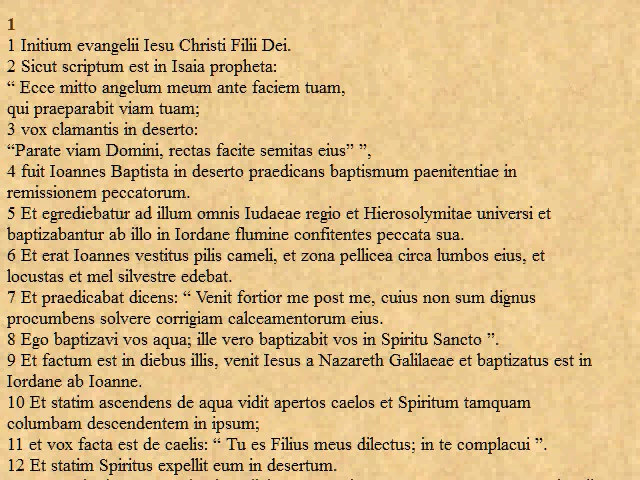 1
1 Initium evangelii Iesu Christi Filii Dei.
2 Sicut scriptum est in Isaia propheta:
“ Ecce mitto angelum meum ante faciem tuam,
qui praeparabit viam tuam;
3 vox clamantis in deserto:
“Parate viam Domini, rectas facite semitas eius” ”,
4 fuit Ioannes Baptista in deserto praedicans baptismum paenitentiae in
remissionem peccatorum.
5 Et egrediebatur ad illum omnis Iudaeae regio et Hierosolymitae universi et
baptizabantur ab illo in Iordane flumine confitentes peccata sua.
6 Et erat Ioannes vestitus pilis cameli, et zona pellicea circa lumbos eius, et
locustas et mel silvestre edebat.
7 Et praedicabat dicens: “ Venit fortior me post me, cuius non sum dignus
procumbens solvere corrigiam calceamentorum eius.
8 Ego baptizavi vos aqua; ille vero baptizabit vos in Spiritu Sancto ”.
9 Et factum est in diebus illis, venit Iesus a Nazareth Galilaeae et baptizatus est in
Iordane ab Ioanne.
10 Et statim ascendens de aqua vidit apertos caelos et Spiritum tamquam
columbam descendentem in ipsum;
11 et vox facta est de caelis: “ Tu es Filius meus dilectus; in te complacui ”.
12 Et statim Spiritus expellit eum in desertum.